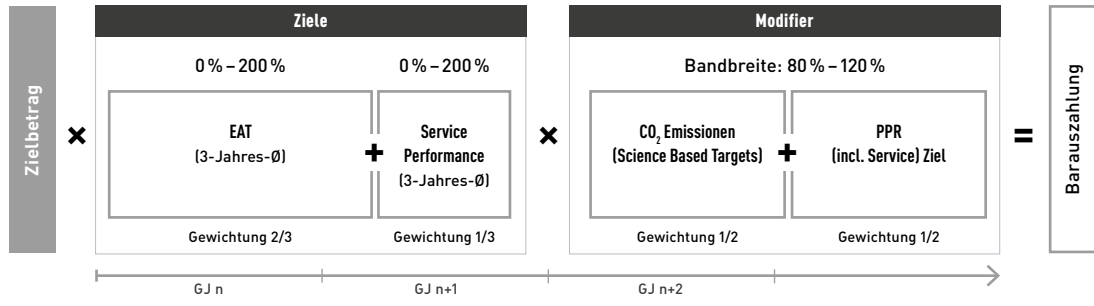 Zielbetrag
×
Ziele
0 % – 200 %
0 % – 200 %
EAT
(3-Jahres-Ø)
+
Service
Performance
(3-Jahres-Ø)
Gewichtung 2/3
Gewichtung 1/3
×
Modifier
Bandbreite: 80 % – 120 %
CO₂ Emissionen
(Science Based Targets)
+
PPR
(incl. Service) Ziel
Gewichtung 1/2
Gewichtung 1/2
=
Barauszahlung
GJ n
GJ n+1
GJ n+2